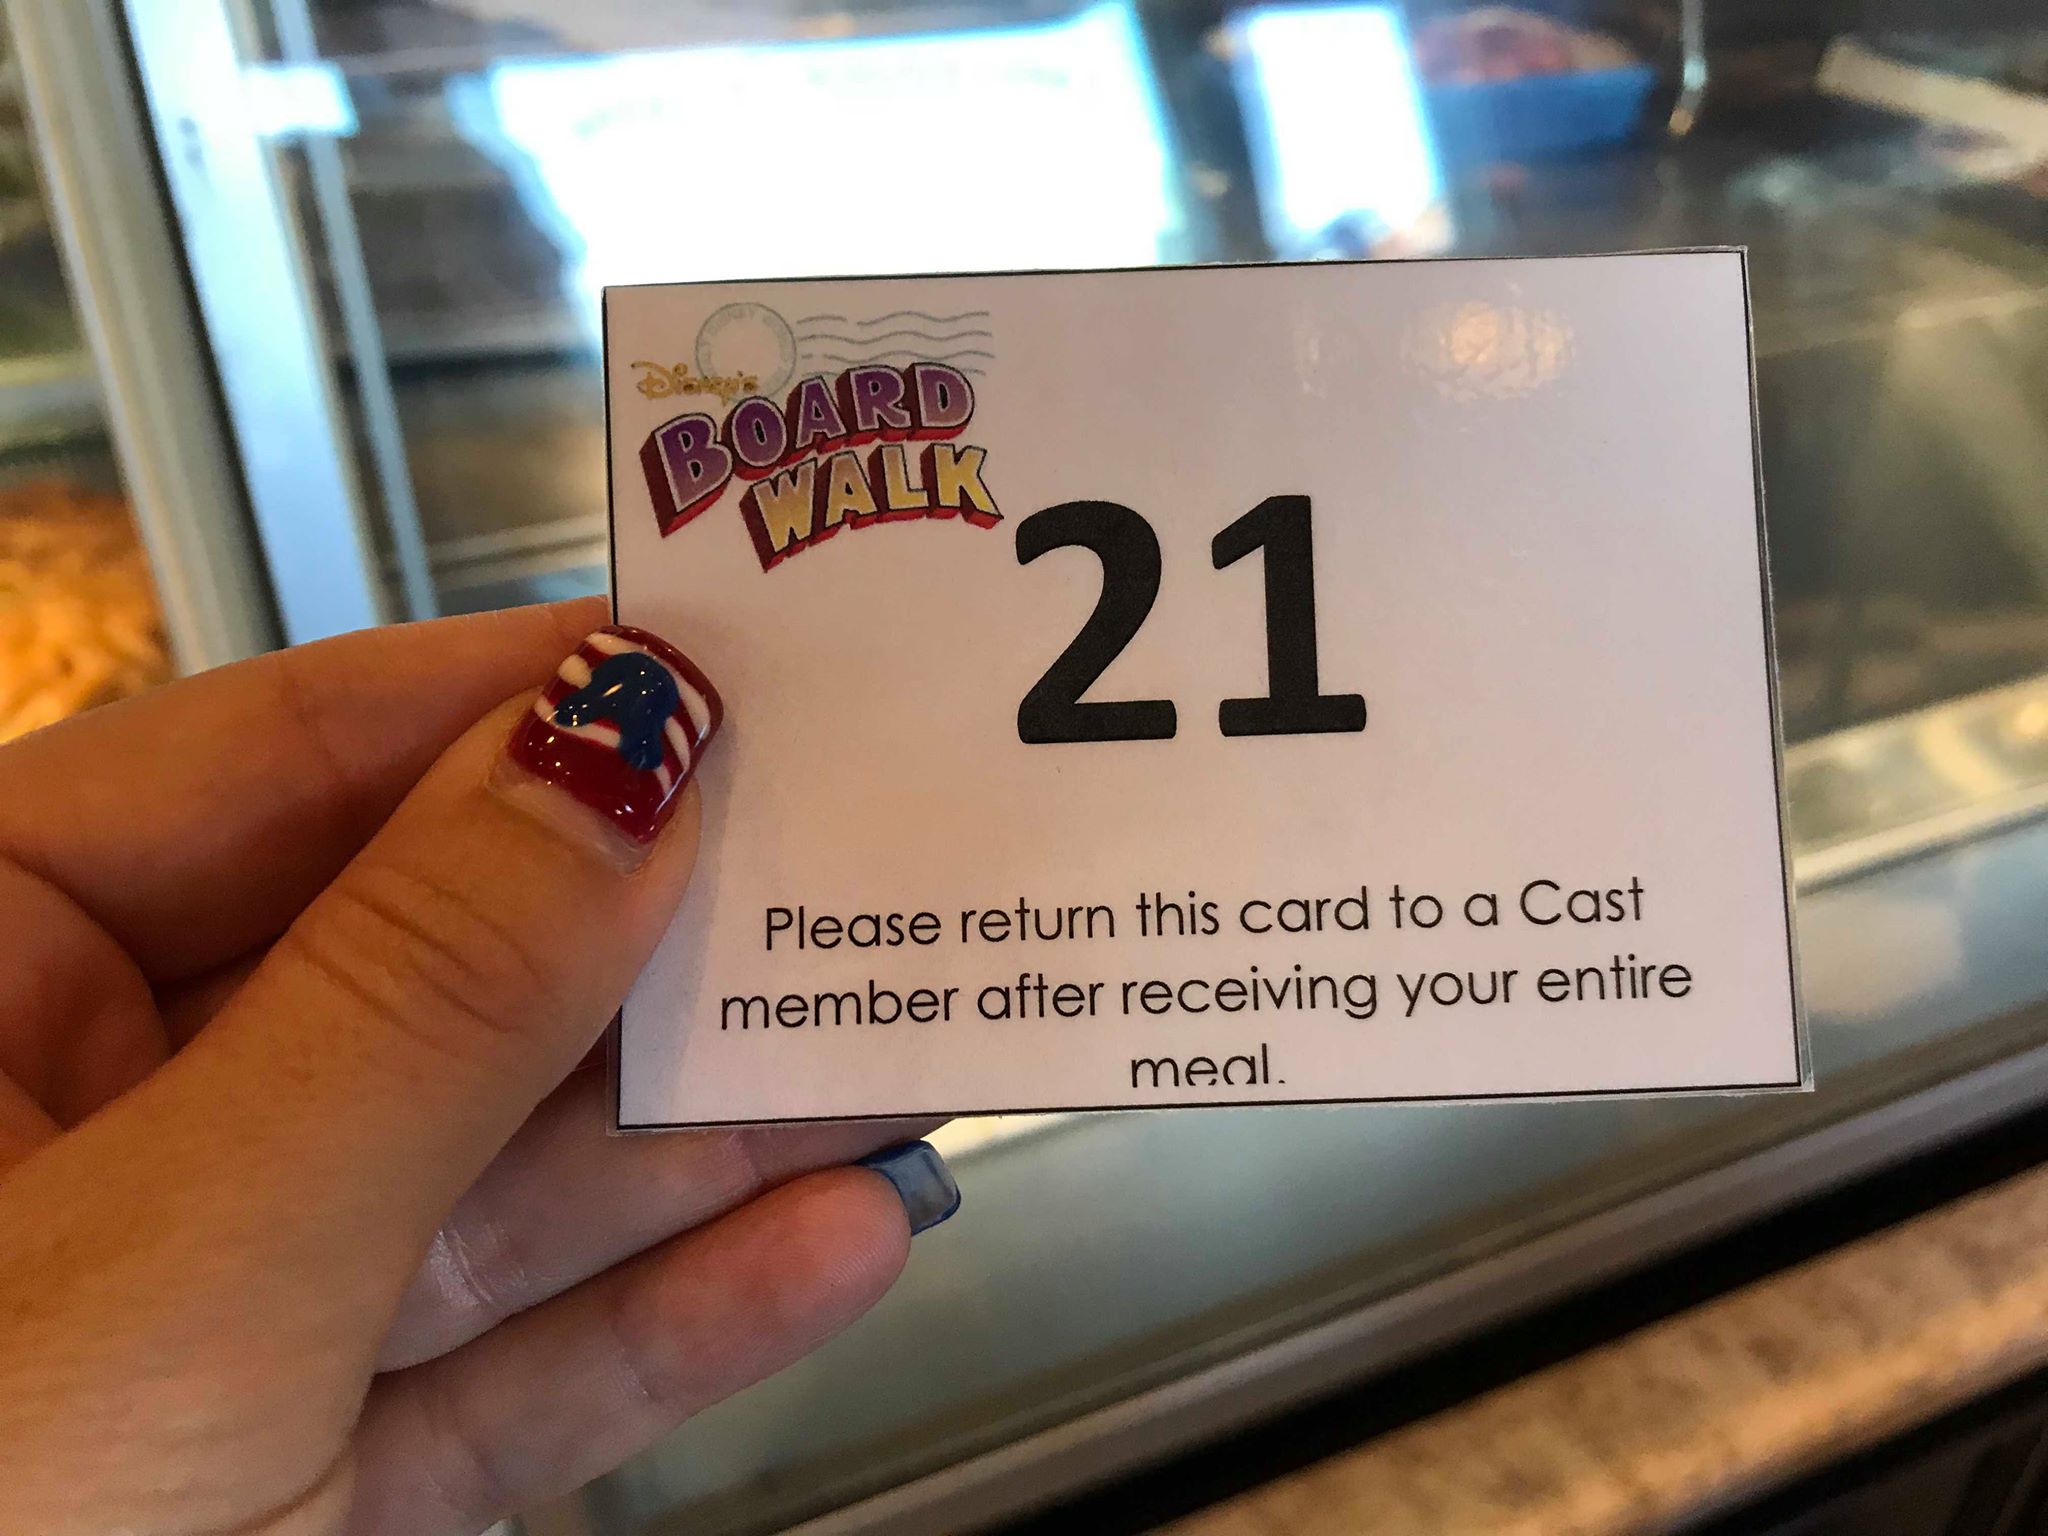 Disney's
BOARD
WALK
21
Please return this card to a Cast
member after receiving your entire
meal.